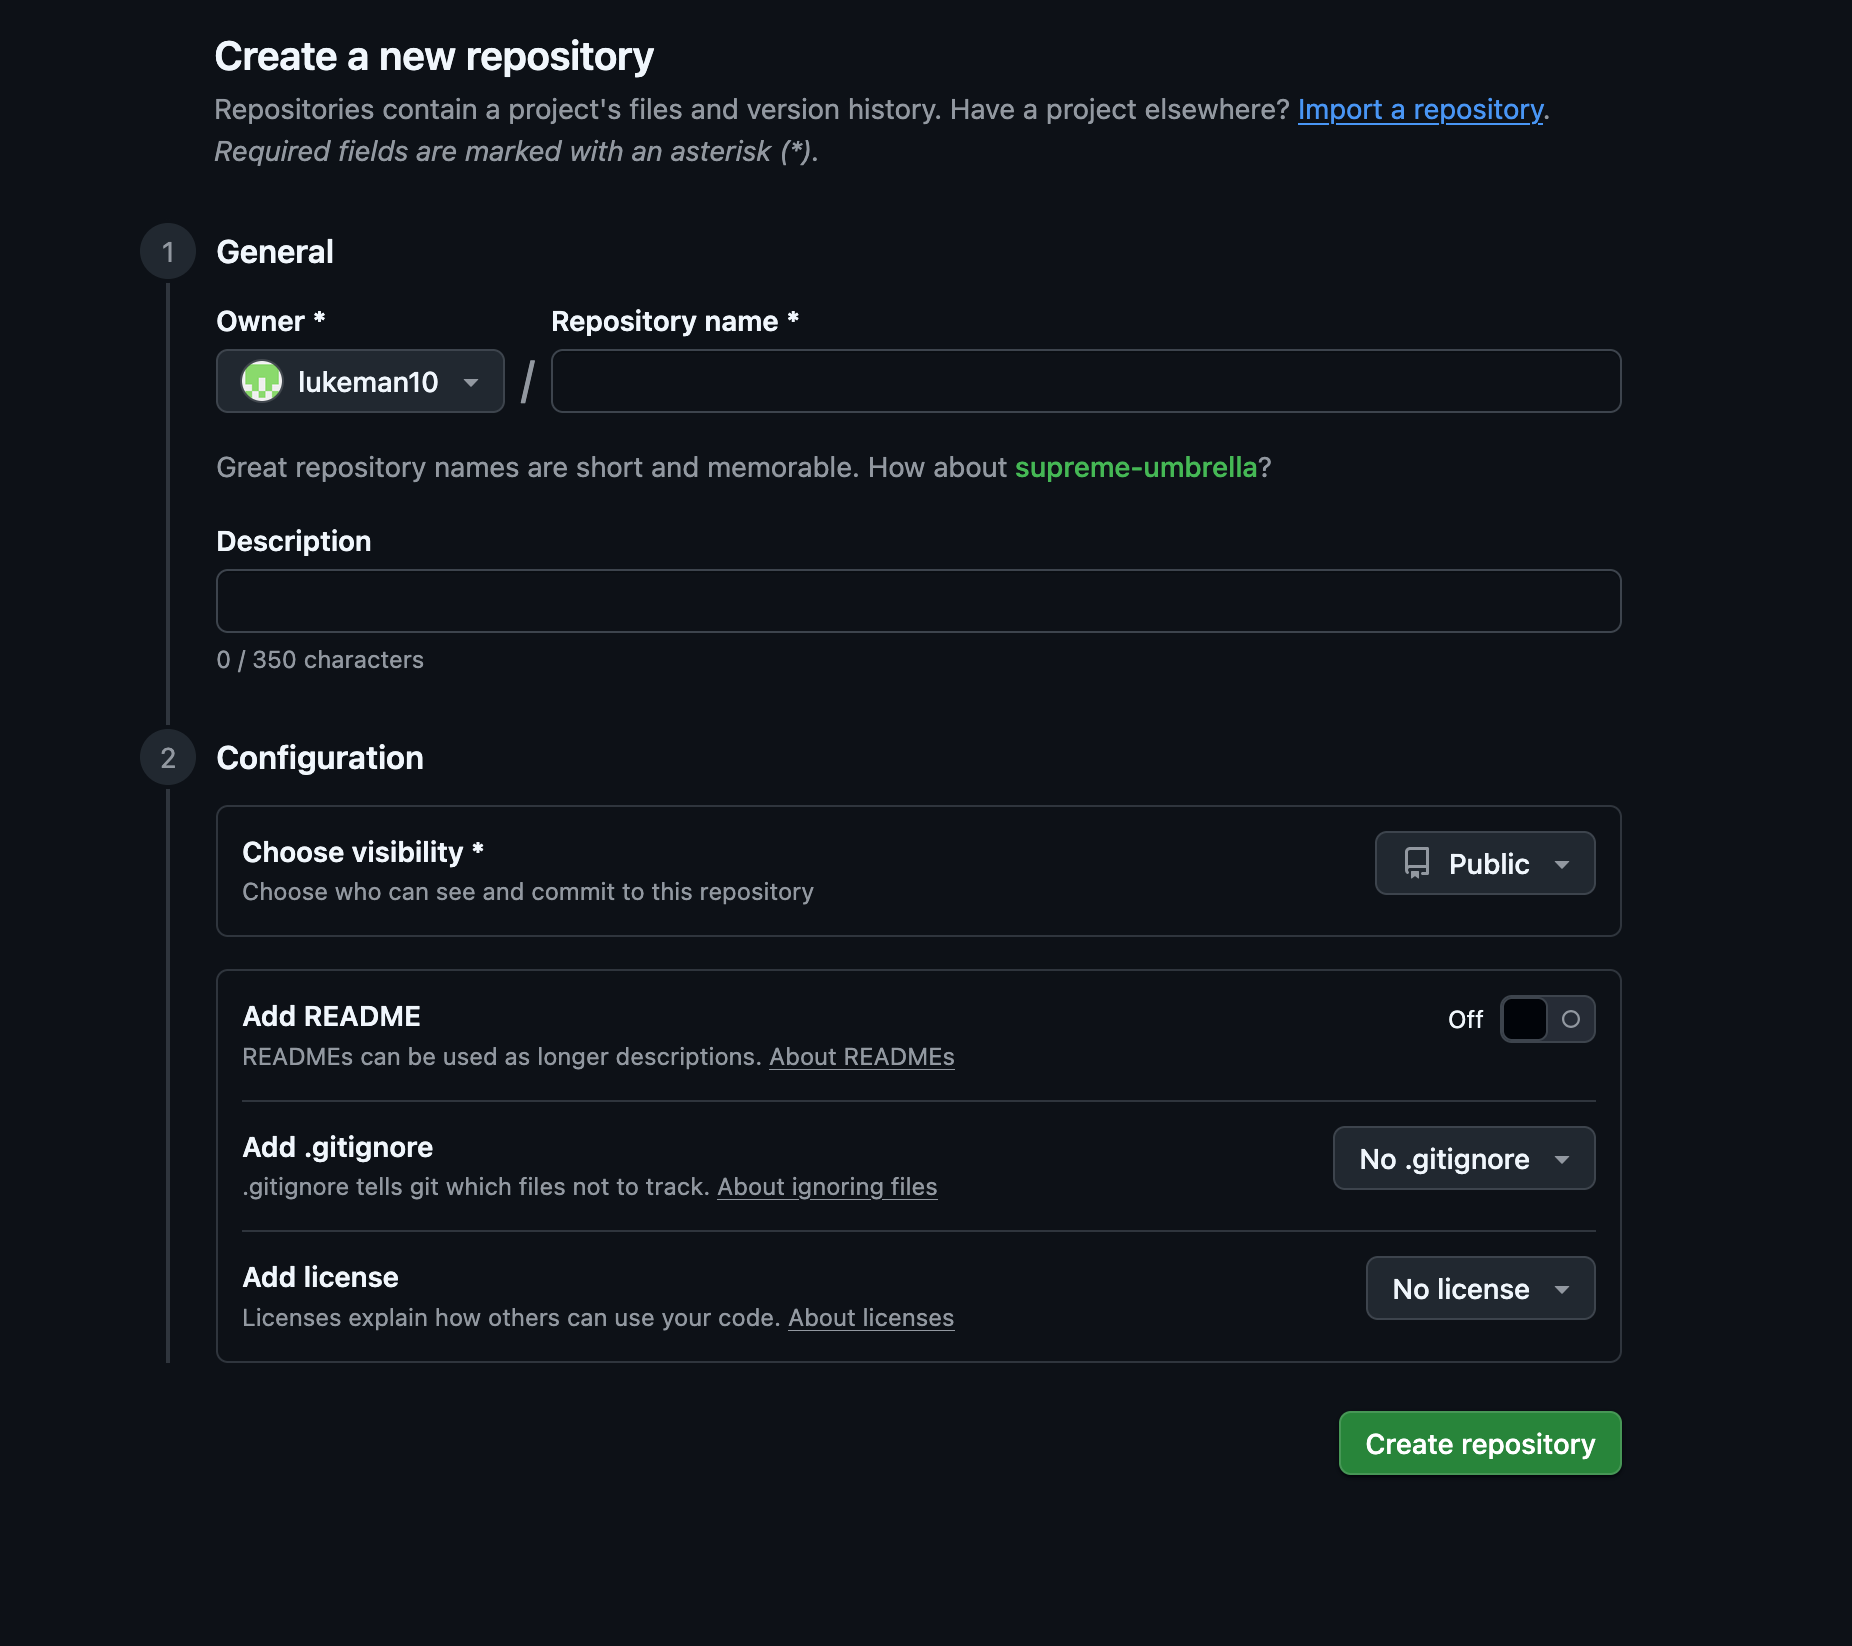 Create a new repository
Repositories contain a project's files and version history. Have a project elsewhere? Import a repository.
Required fields are marked with an asterisk (*).
1 General
Owner * Repository name *
lukeman10 /
Great repository names are short and memorable. How about supreme-umbrella?
Description
0 / 350 characters
2 Configuration
Choose visibility *
Choose who can see and commit to this repository
Public
Add README
READMEs can be used as longer descriptions. About READMEs
Off
Add .gitignore
.gitignore tells git which files not to track. About ignoring files
No .gitignore
Add license
Licenses explain how others can use your code. About licenses
No license
Create repository